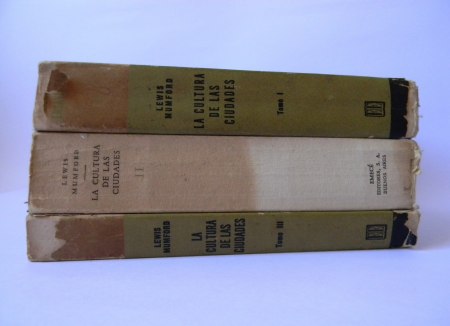 LEWIS
MUMFORD
LA CULTURA
DE LAS
CIUDADES
Tomo I
LEWIS
MUMFORD
LA CULTURA
DE LAS
CIUDADES
II
EMECÉ
EDITORES, S. A.
BUENOS AIRES
LEWIS
MUMFORD
LA
CULTURA
DE LAS
CIUDADES
Tomo III